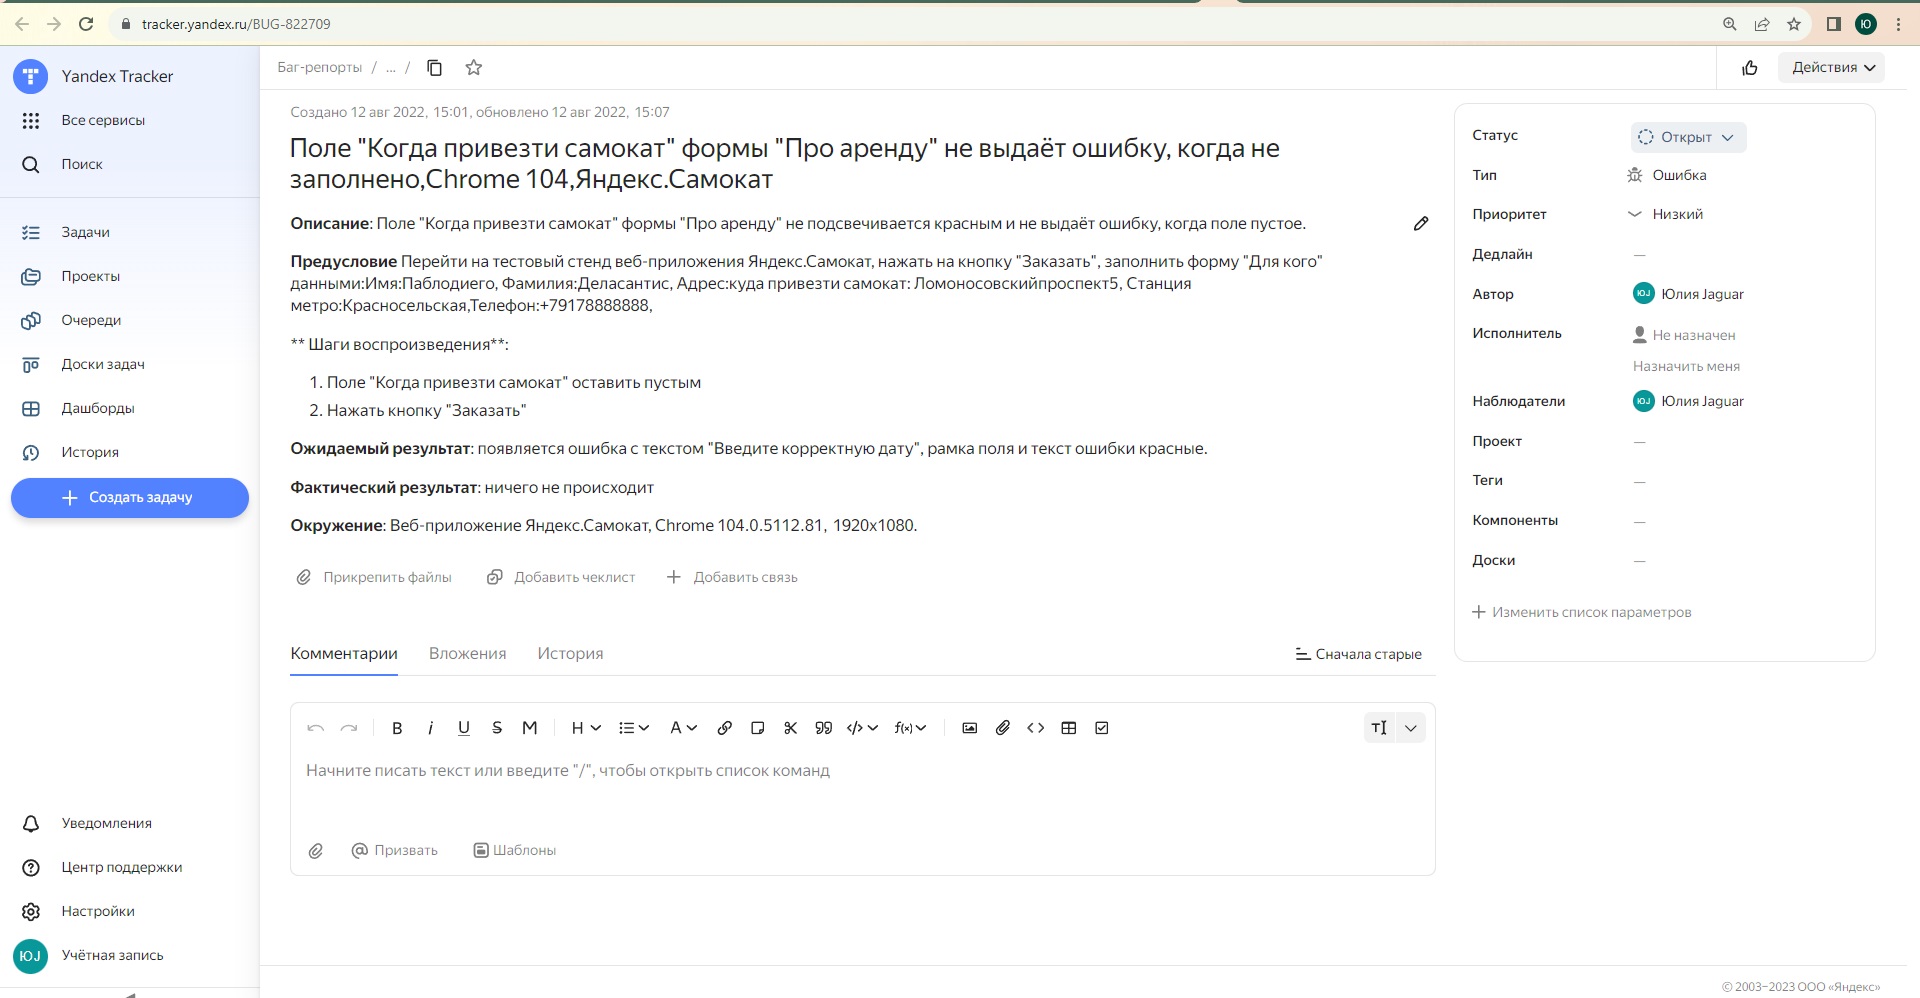 tracker.yandex.ru/BUG-822709
Ю
Yandex Tracker
Все сервисы
Поиск
Задачи
Проекты
Очереди
Доски задач
Дашборды
История
Создать задачу
Уведомления
Центр поддержки
Настройки
ЮJ
Учётная запись
Баг-репорты / ... /
Действия
Создано 12 авг 2022, 15:01, обновлено 12 авг 2022, 15:07
Поле "Когда привезти самокат" формы "Про аренду" не выдаёт ошибку, когда не
заполнено,Chrome 104,Яндекс.Самокат
Описание: Поле "Когда привезти самокат" формы "Про аренду" не подсвечивается красным и не выдаёт ошибку, когда поле пустое.
Предусловие Перейти на тестовый стенд веб-приложения Яндекс.Самокат, нажать на кнопку "Заказать", заполнить форму "Для кого"
данными:Имя:Паблодиего, Фамилия:Деласантис, Адрес:куда привезти самокат: Ломоносовскийпроспект5, Станция
метро:Красносельская,Телефон:+79178888888,
** Шаги воспроизведения**:
1. Поле "Когда привезти самокат" оставить пустым
2. Нажать кнопку "Заказать"
Ожидаемый результат: появляется ошибка с текстом "Введите корректную дату", рамка поля и текст ошибки красные.
Фактический результат: ничего не происходит
Окружение: Веб-приложение Яндекс.Самокат, Chrome 104.0.5112.81, 1920x1080.
Прикрепить файлы
Добавить чеклист
Добавить связь
Комментарии
Вложения
История
Сначала старые
B i U S M H A </> f(x)
Начните писать текст или введите "/", чтобы открыть список команд
Призвать
Шаблоны
Статус
Открыт
Тип
Ошибка
Приоритет
Низкий
Дедлайн
—
Автор
ЮJ Юлия Jaguar
Исполнитель
Не назначен
Назначить меня
Наблюдатели
ЮJ Юлия Jaguar
Проект
—
Теги
—
Компоненты
—
Доски
—
Изменить список параметров
© 2003–2023 ООО «Яндекс»